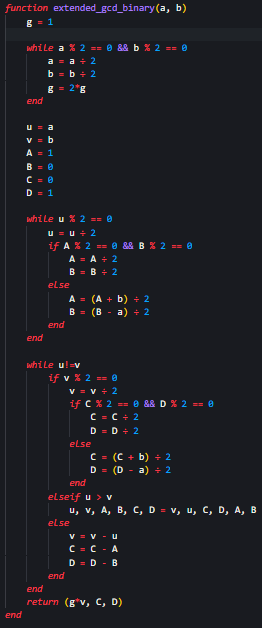 function extended_gcd_binary(a, b)
    g = 1

    while a % 2 == 0 && b % 2 == 0
        a = a ÷ 2
        b = b ÷ 2
        g = 2*g
    end

    u = a
    v = b
    A = 1
    B = 0
    C = 0
    D = 1

    while u % 2 == 0
        u = u ÷ 2
        if A % 2 == 0 && B % 2 == 0
            A = A ÷ 2
            B = B ÷ 2
        else
            A = (A + b) ÷ 2
            B = (B - a) ÷ 2
        end
    end

    while u!=v
        if v % 2 == 0
            v = v ÷ 2
            if C % 2 == 0 && D % 2 == 0
                C = C ÷ 2
                D = D ÷ 2
            else
                C = (C + b) ÷ 2
                D = (D - a) ÷ 2
            end
        elseif u > v
            u, v, A, B, C, D = v, u, C, D, A, B
        else
            v = v - u
            C = C - A
            D = D - B
        end
    end
    return (g*v, C, D)
end